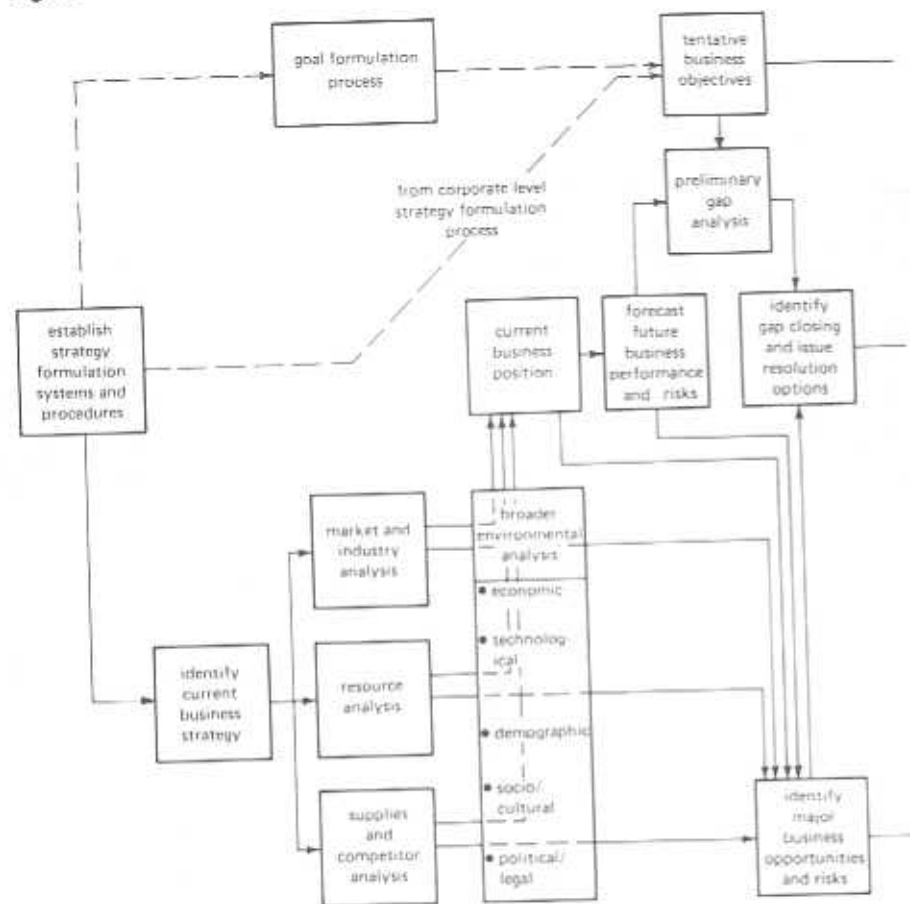 goal formulation
process
tentative
business
objectives
from corporate level
strategy formulation
process
preliminary
gap
analysis
establish
strategy
formulation
systems and
procedures
current
business
position
forecast
future
business
performance
and risks
identify
gap closing
and issue
resolution
options
market and
industry
analysis
broader
environmental
analysis
• economic
• technolog-
ical
• demographic
• socio/
cultural
• political/
legal
identify
current
business
strategy
resource
analysis
supplies
and
competitor
analysis
identify
major
business
opportunities
and risks